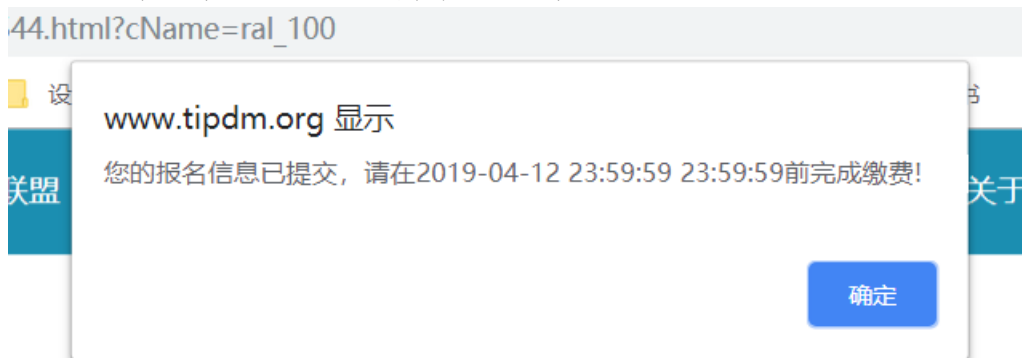 44.html?cName=ral_100
设
www.tipdm.org 显示
您的报名信息已提交，请在2019-04-12 23:59:59 23:59:59前完成缴费!
联盟
关于
确定